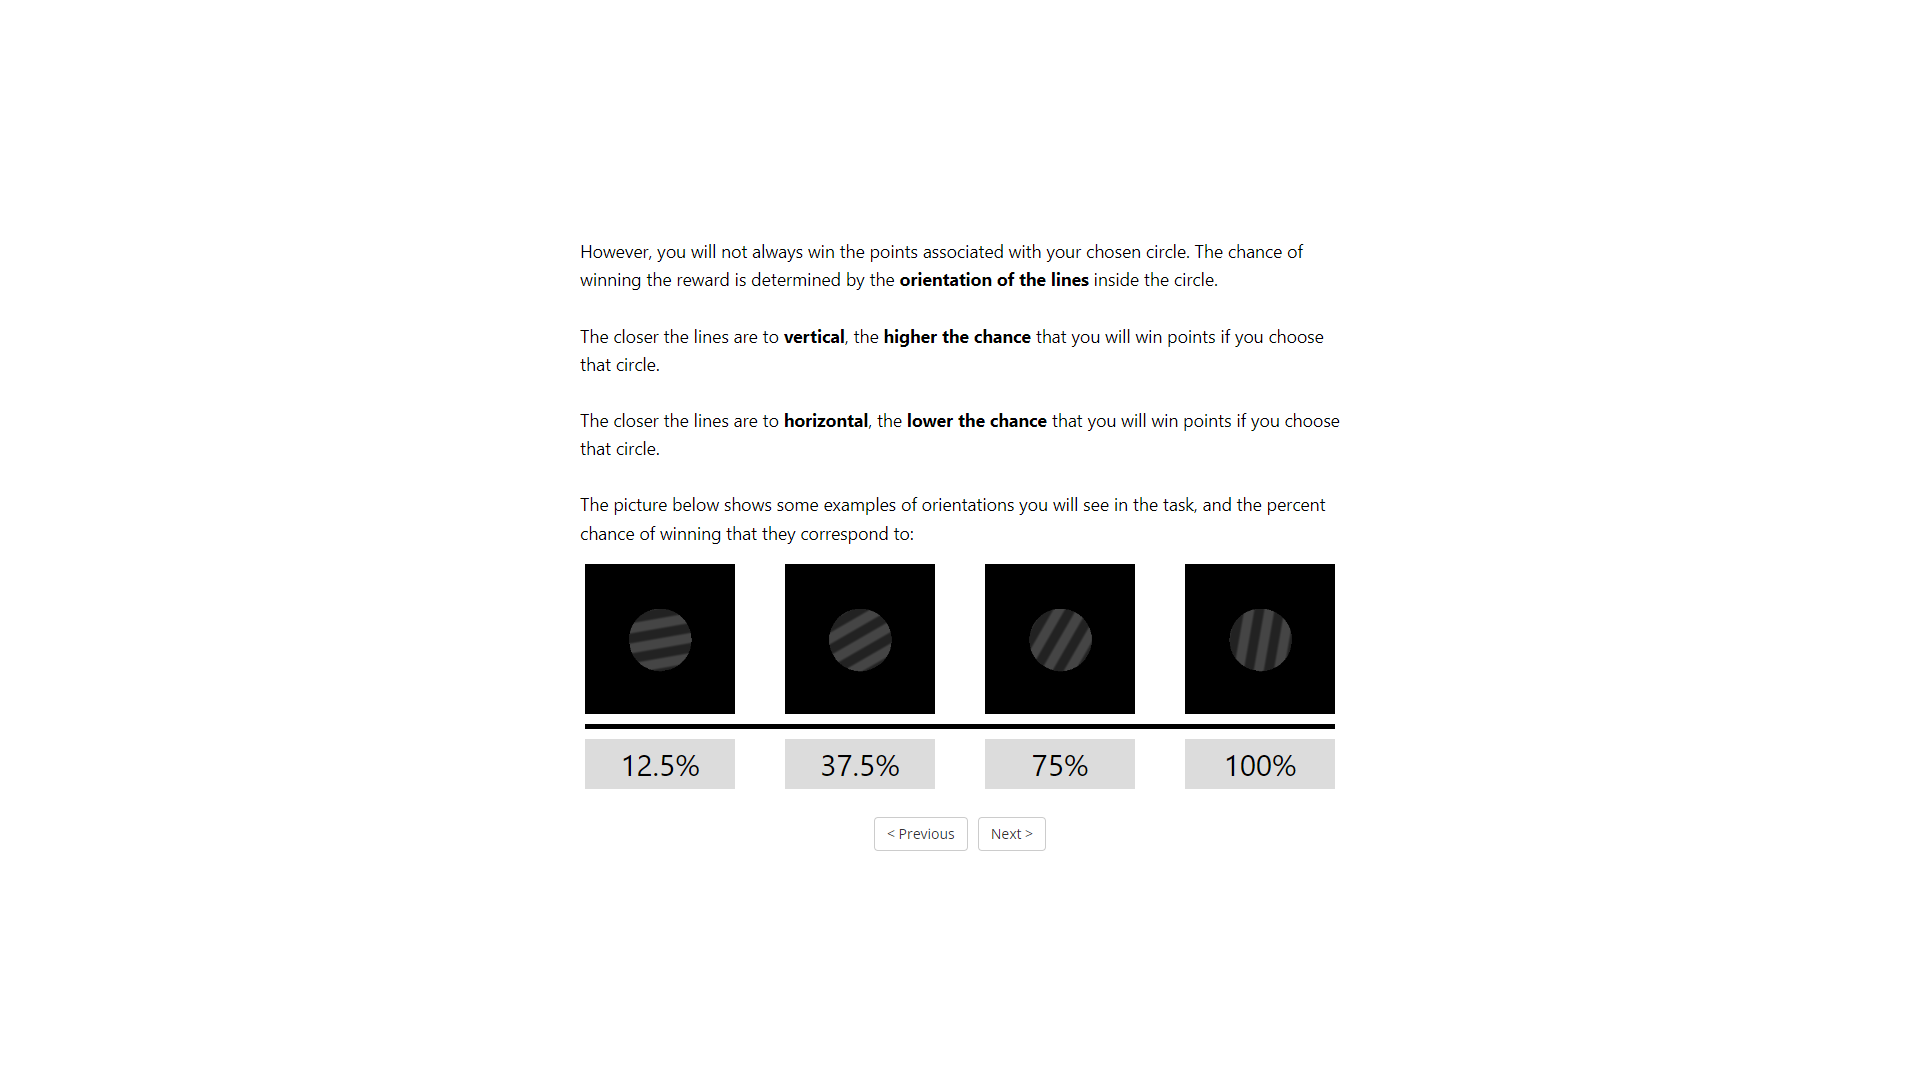 However, you will not always win the points associated with your chosen circle. The chance of
winning the reward is determined by the orientation of the lines inside the circle.
The closer the lines are to vertical, the higher the chance that you will win points if you choose
that circle.
The closer the lines are to horizontal, the lower the chance that you will win points if you choose
that circle.
The picture below shows some examples of orientations you will see in the task, and the percent
chance of winning that they correspond to:
12.5% 37.5% 75% 100%
< Previous Next >